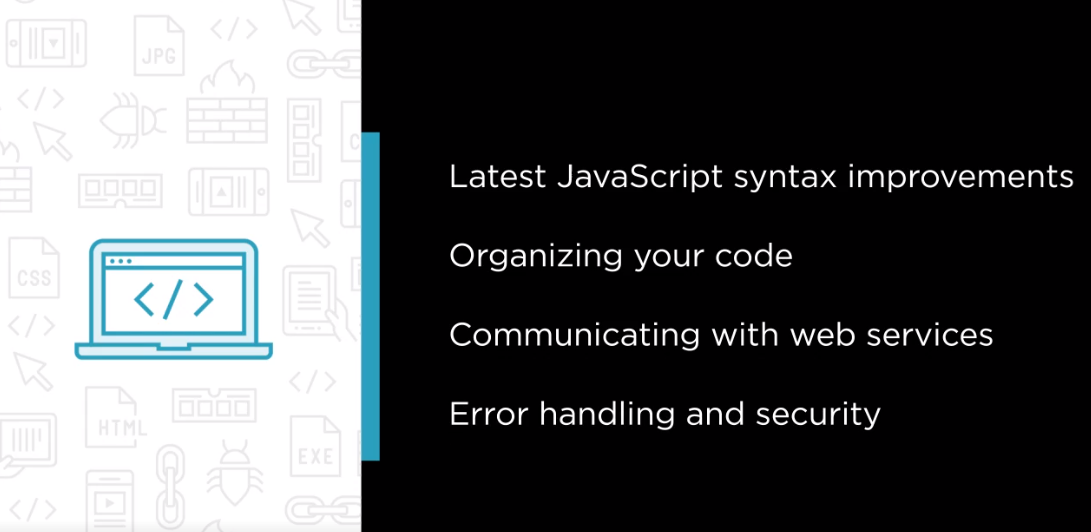 JPG
</>
</>
C
CSS
</>
</>
Latest JavaScript syntax improvements
Organizing your code
Communicating with web services
Error handling and security
</>
</>
HTML
EXE
</>